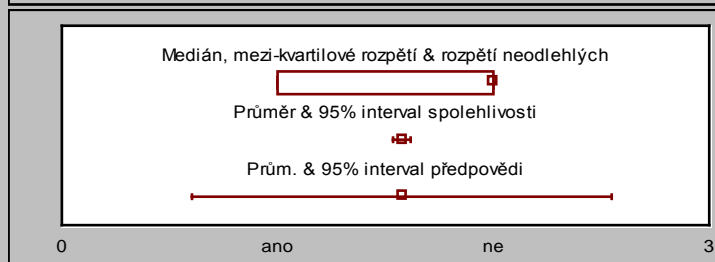 Medián, mezi-kvartilové rozpětí & rozpětí neodlehlých
Průměr & 95% interval spolehlivosti
Prům. & 95% interval předpovědi
0 ano ne 3